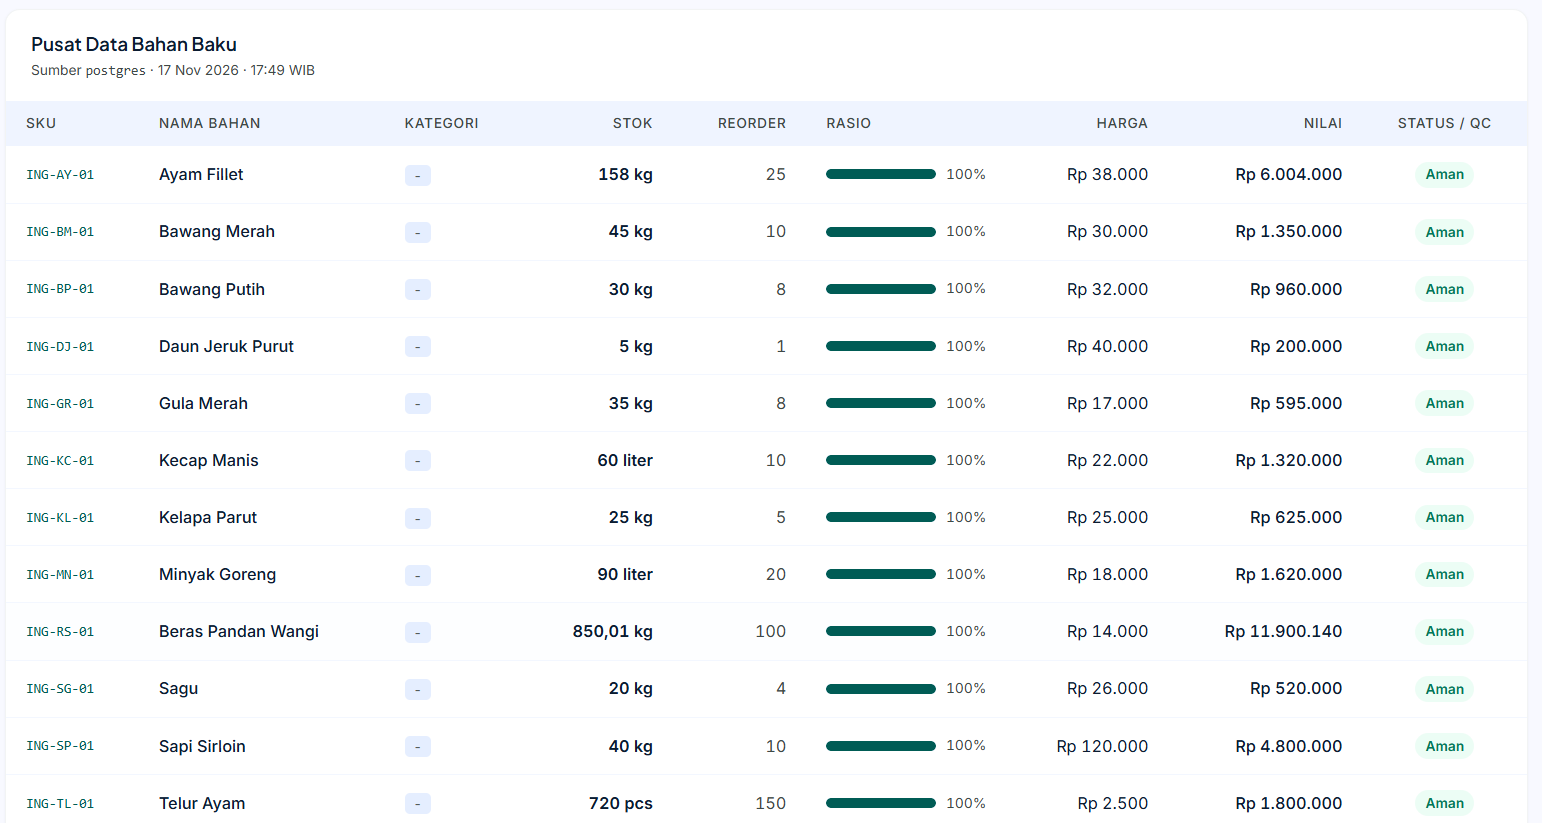 Pusat Data Bahan Baku
Sumber postgres · 17 Nov 2026 · 17:49 WIB
SKU NAMA BAHAN KATEGORI STOK REORDER RASIO HARGA NILAI STATUS / QC
ING-AY-01 Ayam Fillet - 158 kg 25 100% Rp 38.000 Rp 6.004.000 Aman
ING-BM-01 Bawang Merah - 45 kg 10 100% Rp 30.000 Rp 1.350.000 Aman
ING-BP-01 Bawang Putih - 30 kg 8 100% Rp 32.000 Rp 960.000 Aman
ING-DJ-01 Daun Jeruk Purut - 5 kg 1 100% Rp 40.000 Rp 200.000 Aman
ING-GR-01 Gula Merah - 35 kg 8 100% Rp 17.000 Rp 595.000 Aman
ING-KC-01 Kecap Manis - 60 liter 10 100% Rp 22.000 Rp 1.320.000 Aman
ING-KL-01 Kelapa Parut - 25 kg 5 100% Rp 25.000 Rp 625.000 Aman
ING-MN-01 Minyak Goreng - 90 liter 20 100% Rp 18.000 Rp 1.620.000 Aman
ING-RS-01 Beras Pandan Wangi - 850,01 kg 100 100% Rp 14.000 Rp 11.900.140 Aman
ING-SG-01 Sagu - 20 kg 4 100% Rp 26.000 Rp 520.000 Aman
ING-SP-01 Sapi Sirloin - 40 kg 10 100% Rp 120.000 Rp 4.800.000 Aman
ING-TL-01 Telur Ayam - 720 pcs 150 100% Rp 2.500 Rp 1.800.000 Aman